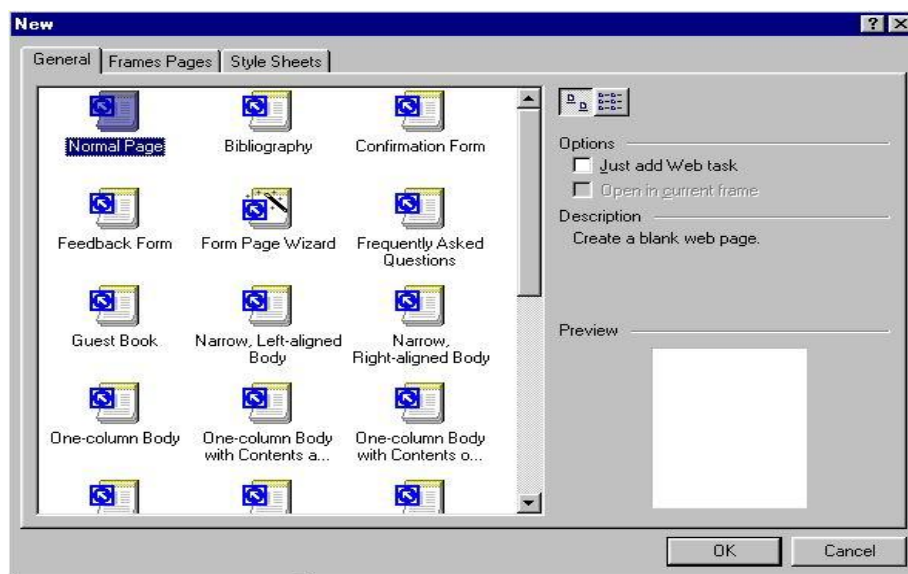 New
General
Frames Pages
Style Sheets
Normal Page
Bibliography
Confirmation Form
Feedback Form
Form Page Wizard
Frequently Asked
Questions
Guest Book
Narrow, Left-aligned
Body
Narrow,
Right-aligned Body
One-column Body
One-column Body
with Contents a...
One-column Body
with Contents o...
Options
Just add Web task
Open in current frame
Description
Create a blank web page.
Preview
OK
Cancel